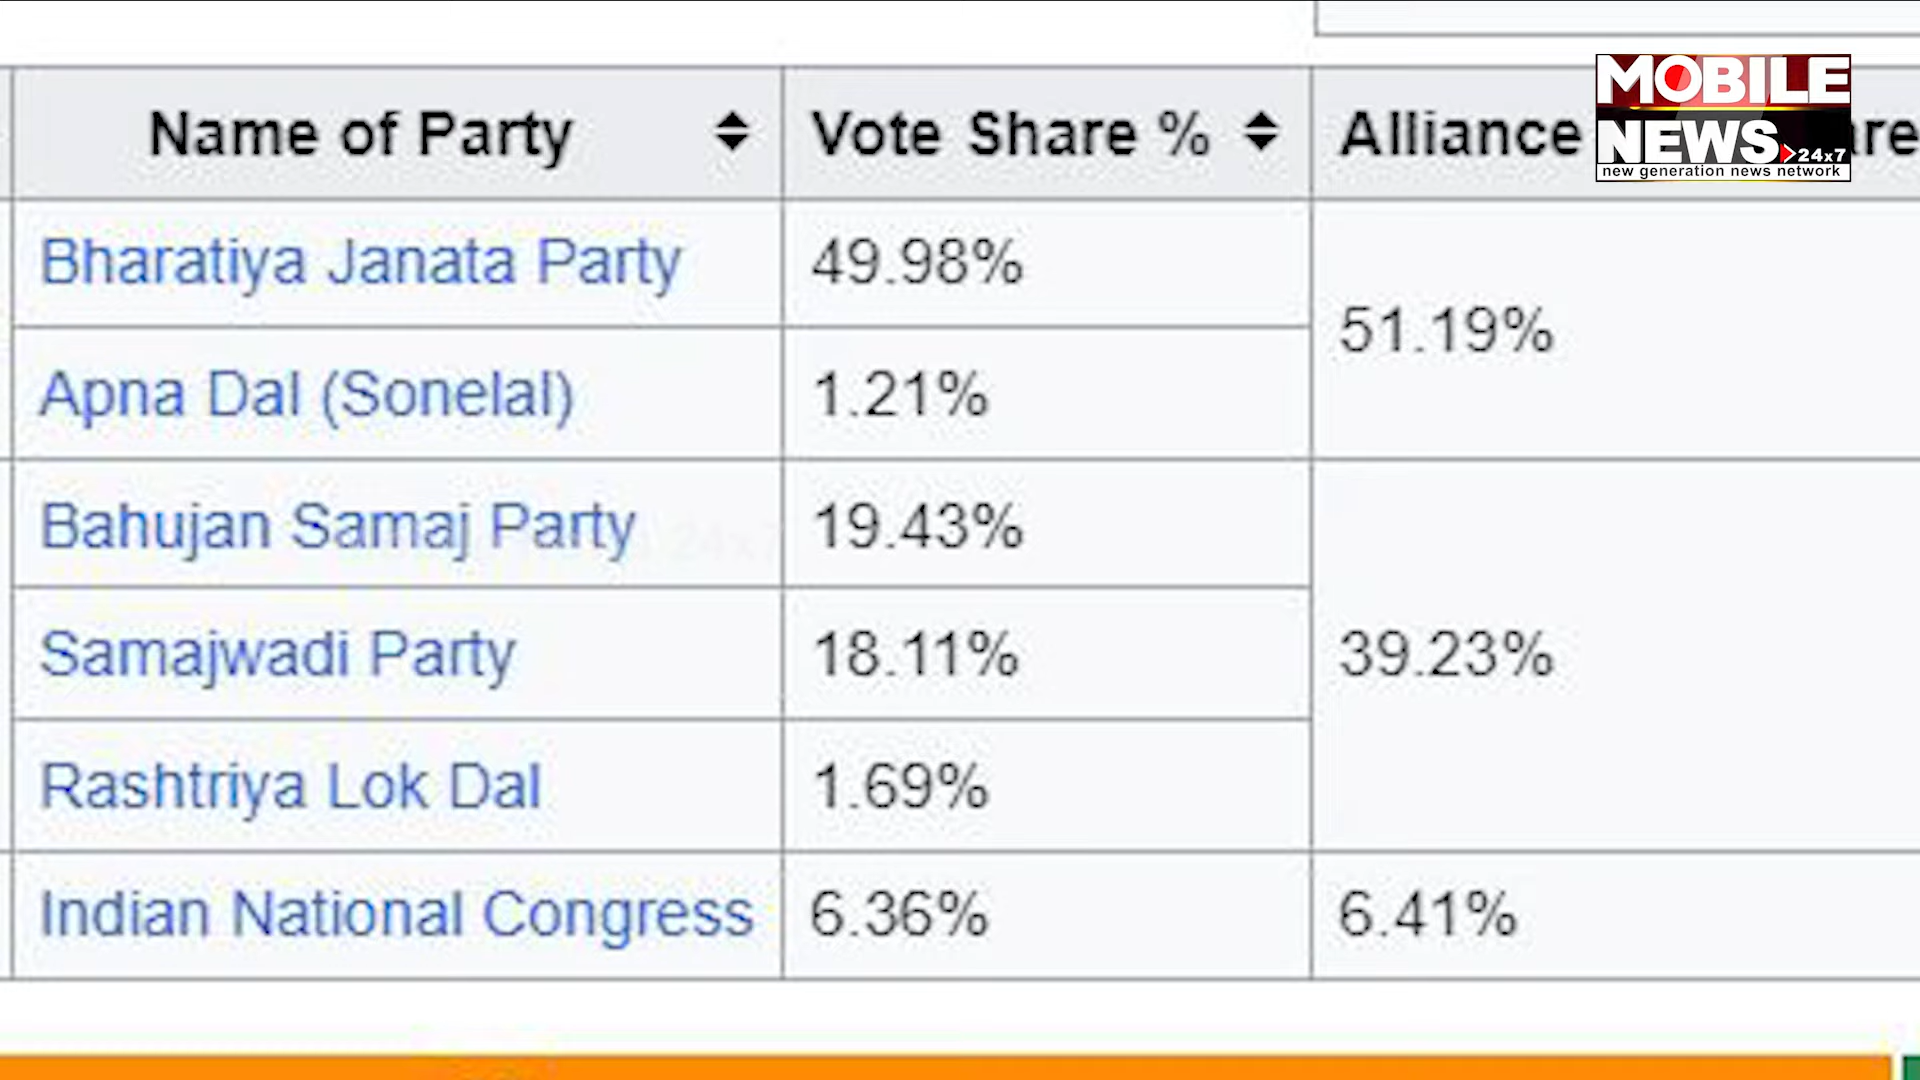 Name of Party Vote Share % Alliance
MOBILE
NEWS 24x7
new generation news network
Bharatiya Janata Party 49.98%
51.19%
Apna Dal (Sonelal) 1.21%
Bahujan Samaj Party 19.43%
Samajwadi Party 18.11% 39.23%
Rashtriya Lok Dal 1.69%
Indian National Congress 6.36% 6.41%